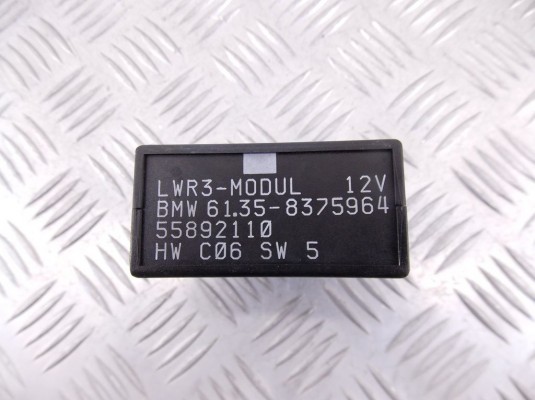 LWR3-MODUL 12V
BMW 61.35-8375964
55892110
HW C06 SW 5